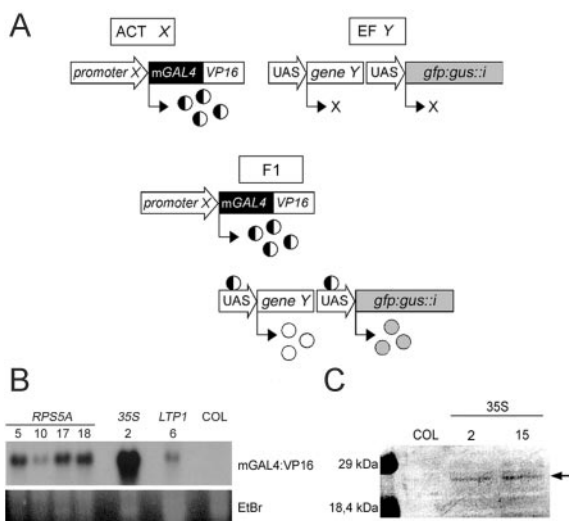 A
ACT X
EF Y
promoter X mGAL4 VP16
UAS gene Y UAS gfp:gus::i
X X
F1
promoter X mGAL4 VP16
UAS gene Y UAS gfp:gus::i
B
RPS5A 35S LTP1 COL
5 10 17 18 2 6
mGAL4:VP16
EtBr
C
35S
COL 2 15
29 kDa
18,4 kDa